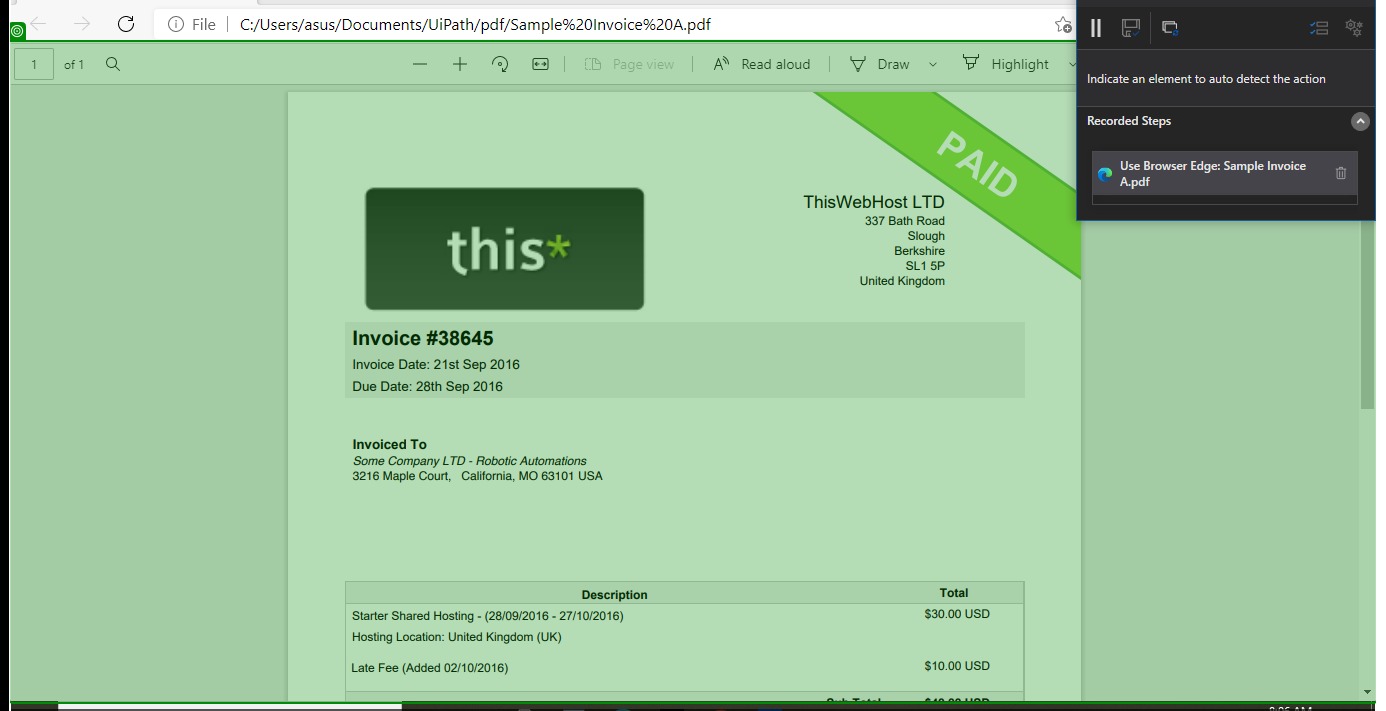 File C:/Users/asus/Documents/UiPath/pdf/Sample%20Invoice%20A.pdf
1 of 1 Page view Read aloud Draw Highlight
Indicate an element to auto detect the action
Recorded Steps
Use Browser Edge: Sample Invoice
A.pdf
PAID
this*
ThisWebHost LTD
337 Bath Road
Slough
Berkshire
SL1 5P
United Kingdom
Invoice #38645
Invoice Date: 21st Sep 2016
Due Date: 28th Sep 2016
Invoiced To
Some Company LTD - Robotic Automations
3216 Maple Court, California, MO 63101 USA
Description Total
Starter Shared Hosting - (28/09/2016 - 27/10/2016) $30.00 USD
Hosting Location: United Kingdom (UK)
Late Fee (Added 02/10/2016) $10.00 USD
Sub Total $40.00 USD